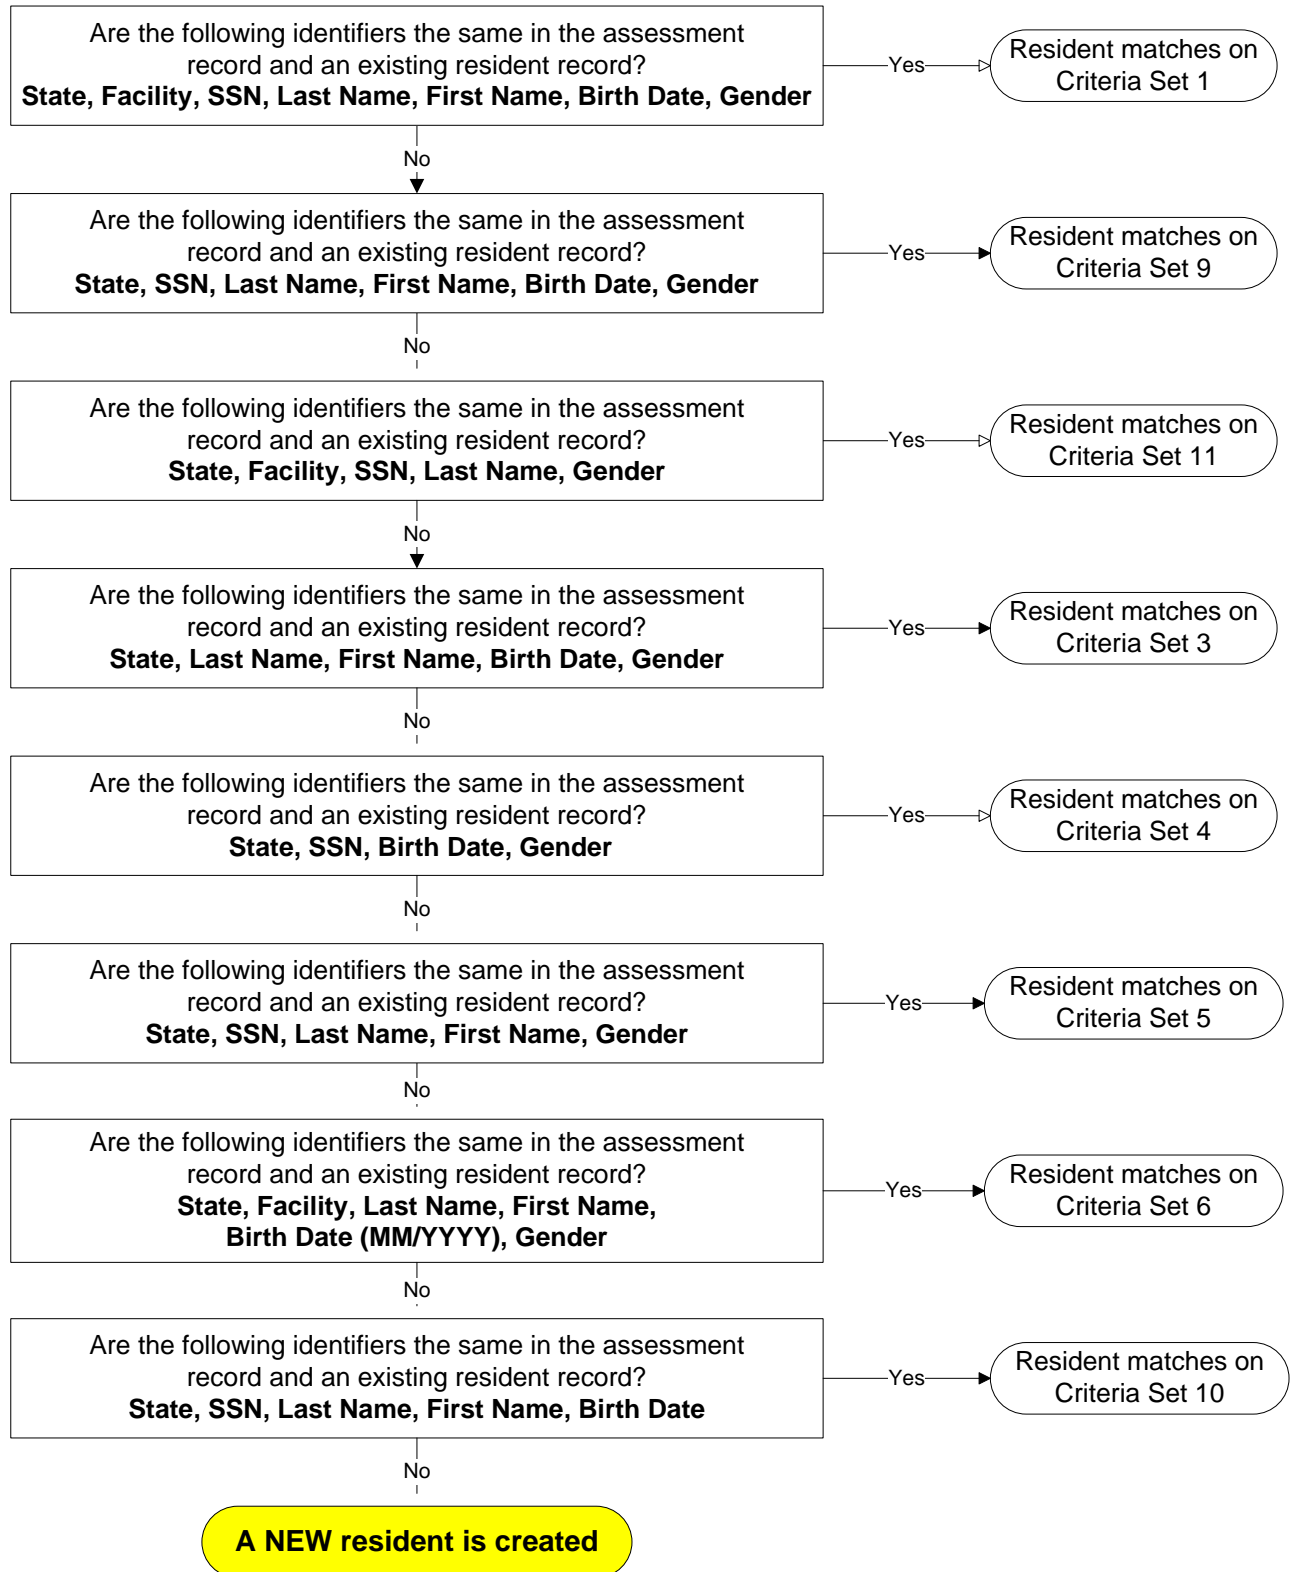 Are the following identifiers the same in the assessment
record and an existing resident record?
State, Facility, SSN, Last Name, First Name, Birth Date, Gender
Yes
Resident matches on
Criteria Set 1
No
Are the following identifiers the same in the assessment
record and an existing resident record?
State, SSN, Last Name, First Name, Birth Date, Gender
Yes
Resident matches on
Criteria Set 9
No
Are the following identifiers the same in the assessment
record and an existing resident record?
State, Facility, SSN, Last Name, Gender
Yes
Resident matches on
Criteria Set 11
No
Are the following identifiers the same in the assessment
record and an existing resident record?
State, Last Name, First Name, Birth Date, Gender
Yes
Resident matches on
Criteria Set 3
No
Are the following identifiers the same in the assessment
record and an existing resident record?
State, SSN, Birth Date, Gender
Yes
Resident matches on
Criteria Set 4
No
Are the following identifiers the same in the assessment
record and an existing resident record?
State, SSN, Last Name, First Name, Gender
Yes
Resident matches on
Criteria Set 5
No
Are the following identifiers the same in the assessment
record and an existing resident record?
State, Facility, Last Name, First Name,
Birth Date (MM/YYYY), Gender
Yes
Resident matches on
Criteria Set 6
No
Are the following identifiers the same in the assessment
record and an existing resident record?
State, SSN, Last Name, First Name, Birth Date
Yes
Resident matches on
Criteria Set 10
No
A NEW resident is created